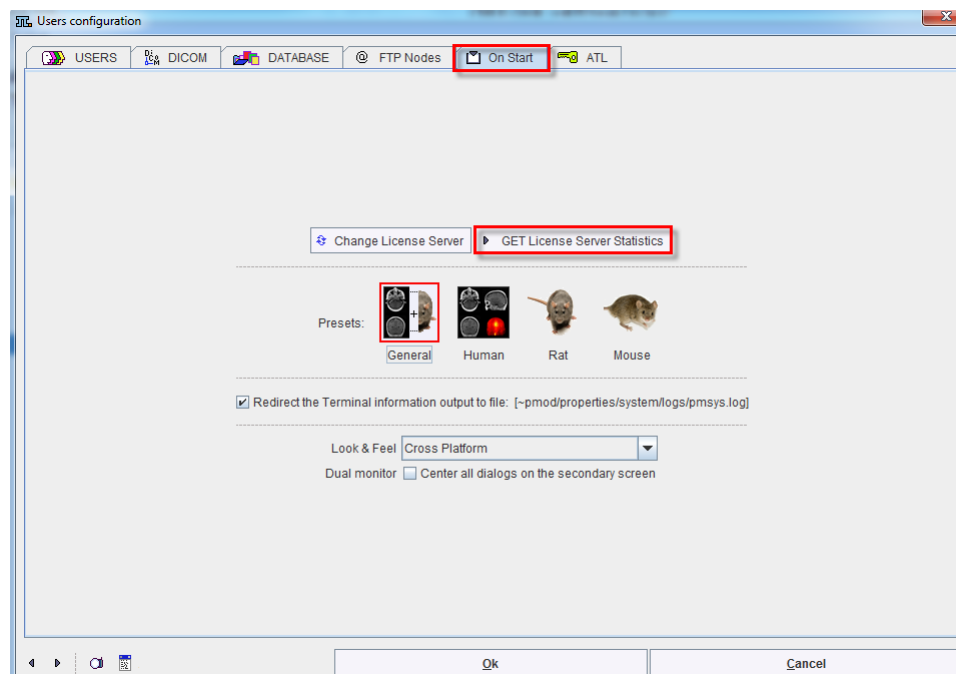 Users configuration
USERS DICOM DATABASE @ FTP Nodes On Start ATL
Change License Server GET License Server Statistics
Presets:
General Human Rat Mouse
Redirect the Terminal information output to file: [~pmod/properties/system/logs/pmsys.log]
Look & Feel Cross Platform
Dual monitor Center all dialogs on the secondary screen
Ok Cancel